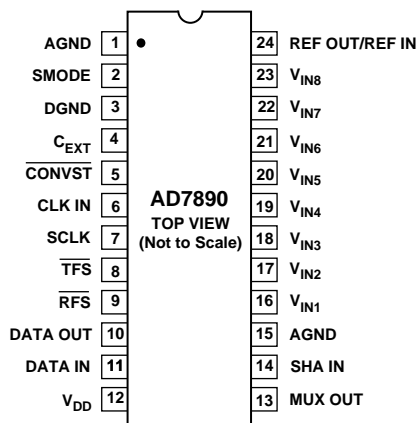 AGND 1
SMODE 2
DGND 3
CEXT 4
CONVST 5
CLK IN 6
SCLK 7
TFS 8
RFS 9
DATA OUT 10
DATA IN 11
VDD 12
AD7890
TOP VIEW
(Not to Scale)
24 REF OUT/REF IN
23 VIN8
22 VIN7
21 VIN6
20 VIN5
19 VIN4
18 VIN3
17 VIN2
16 VIN1
15 AGND
14 SHA IN
13 MUX OUT